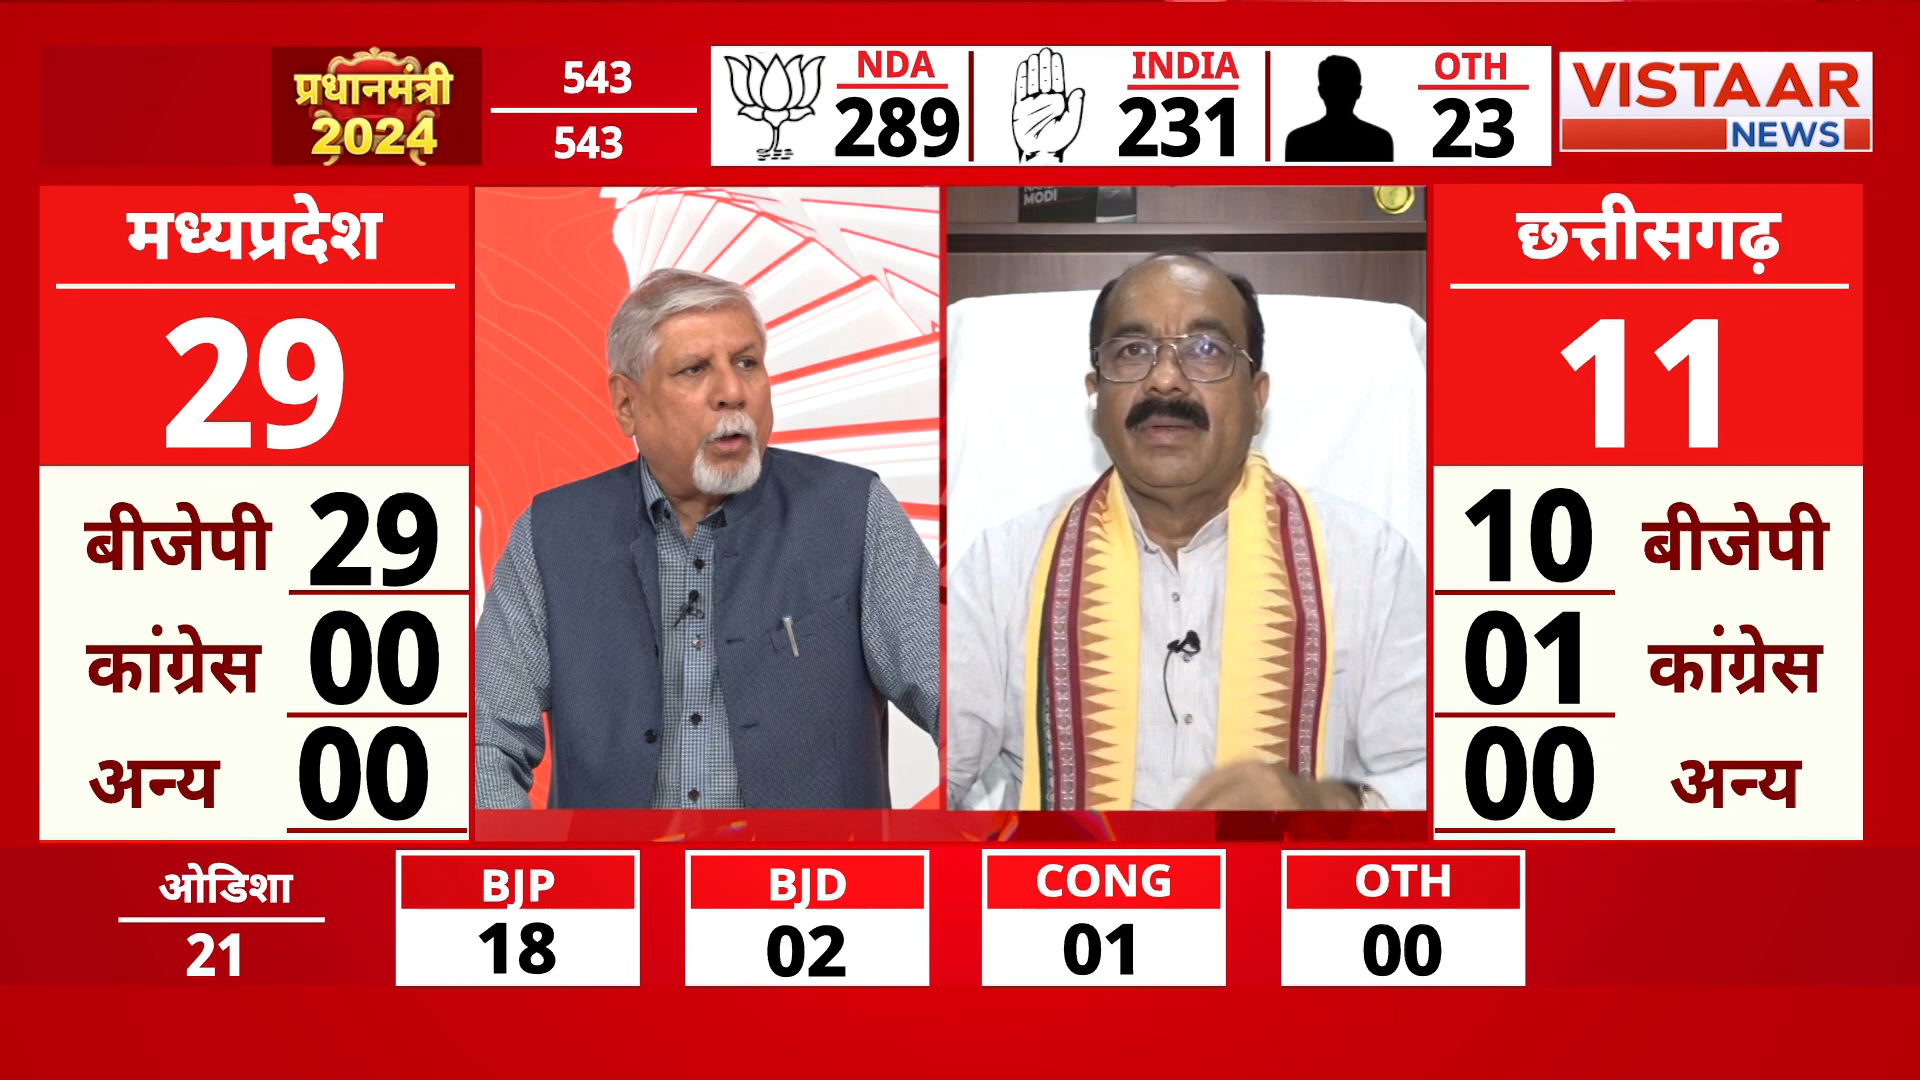 प्रधानमंत्री
2024
543
543
NDA
289
INDIA
231
OTH
23
VISTAAR
NEWS
मध्यप्रदेश
29
बीजेपी 29
कांग्रेस 00
अन्य 00
MODI
छत्तीसगढ़
11
10 बीजेपी
01 कांग्रेस
00 अन्य
ओडिशा
21
BJP
18
BJD
02
CONG
01
OTH
00